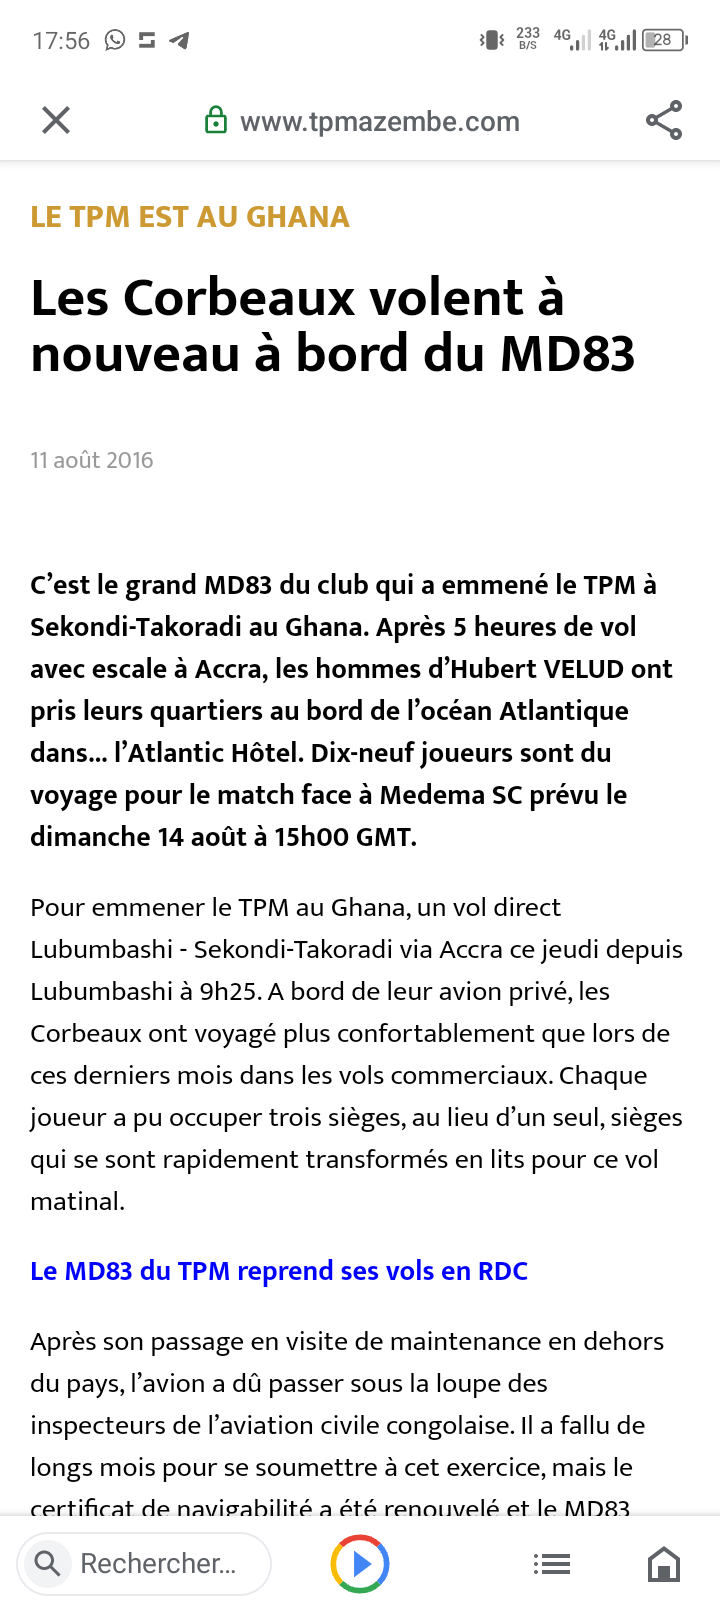 17:56
233
B/S
4G
4G
28
www.tpmazembe.com
LE TPM EST AU GHANA
Les Corbeaux volent à
nouveau à bord du MD83
11 août 2016
C’est le grand MD83 du club qui a emmené le TPM à
Sekondi-Takoradi au Ghana. Après 5 heures de vol
avec escale à Accra, les hommes d’Hubert VELUD ont
pris leurs quartiers au bord de l’océan Atlantique
dans... l’Atlantic Hôtel. Dix-neuf joueurs sont du
voyage pour le match face à Medema SC prévu le
dimanche 14 août à 15h00 GMT.
Pour emmener le TPM au Ghana, un vol direct
Lubumbashi - Sekondi-Takoradi via Accra ce jeudi depuis
Lubumbashi à 9h25. A bord de leur avion privé, les
Corbeaux ont voyagé plus confortablement que lors de
ces derniers mois dans les vols commerciaux. Chaque
joueur a pu occuper trois sièges, au lieu d’un seul, sièges
qui se sont rapidement transformés en lits pour ce vol
matinal.
Le MD83 du TPM reprend ses vols en RDC
Après son passage en visite de maintenance en dehors
du pays, l’avion a dû passer sous la loupe des
inspecteurs de l’aviation civile congolaise. Il a fallu de
longs mois pour se soumettre à cet exercice, mais le
certificat de navigabilité a été renouvelé et le MD83
Rechercher...